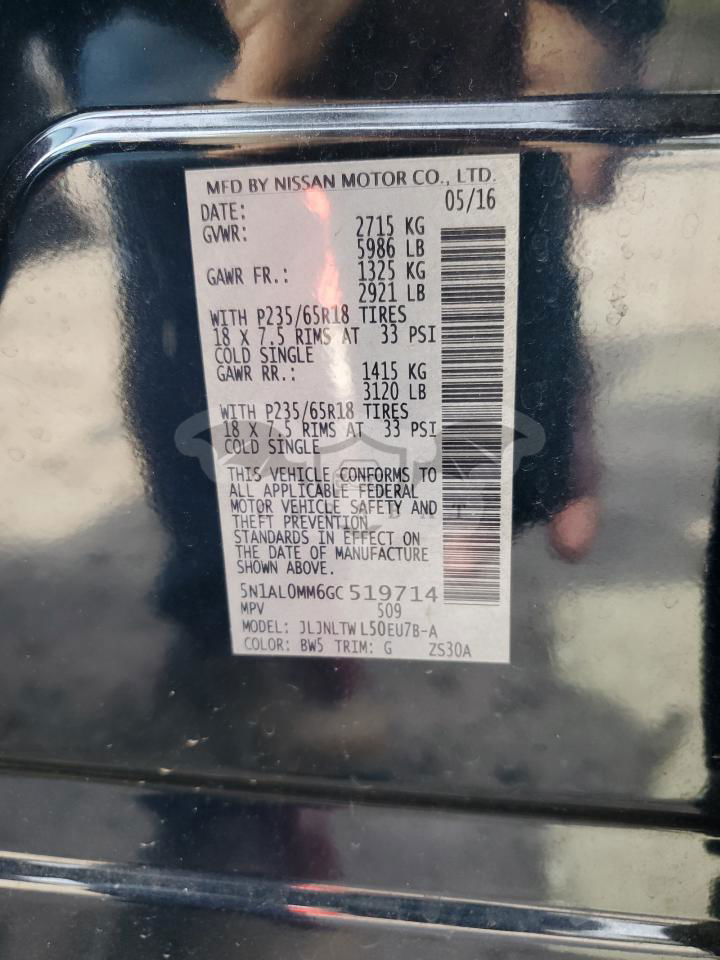 MFD BY NISSAN MOTOR CO., LTD.
DATE: 05/16
GVWR: 2715 KG
5986 LB
GAWR FR.: 1325 KG
2921 LB
WITH P235/65R18 TIRES
18 X 7.5 RIMS AT 33 PSI
COLD SINGLE
GAWR RR.: 1415 KG
3120 LB
WITH P235/65R18 TIRES
18 X 7.5 RIMS AT 33 PSI
COLD SINGLE
THIS VEHICLE CONFORMS TO
ALL APPLICABLE FEDERAL
MOTOR VEHICLE SAFETY AND
THEFT PREVENTION
STANDARDS IN EFFECT ON
THE DATE OF MANUFACTURE
SHOWN ABOVE.
5N1AL0MM6GC 519714
MPV 509
MODEL: JLJNLTW L50EU7B-A
COLOR: BW5 TRIM: G ZS30A